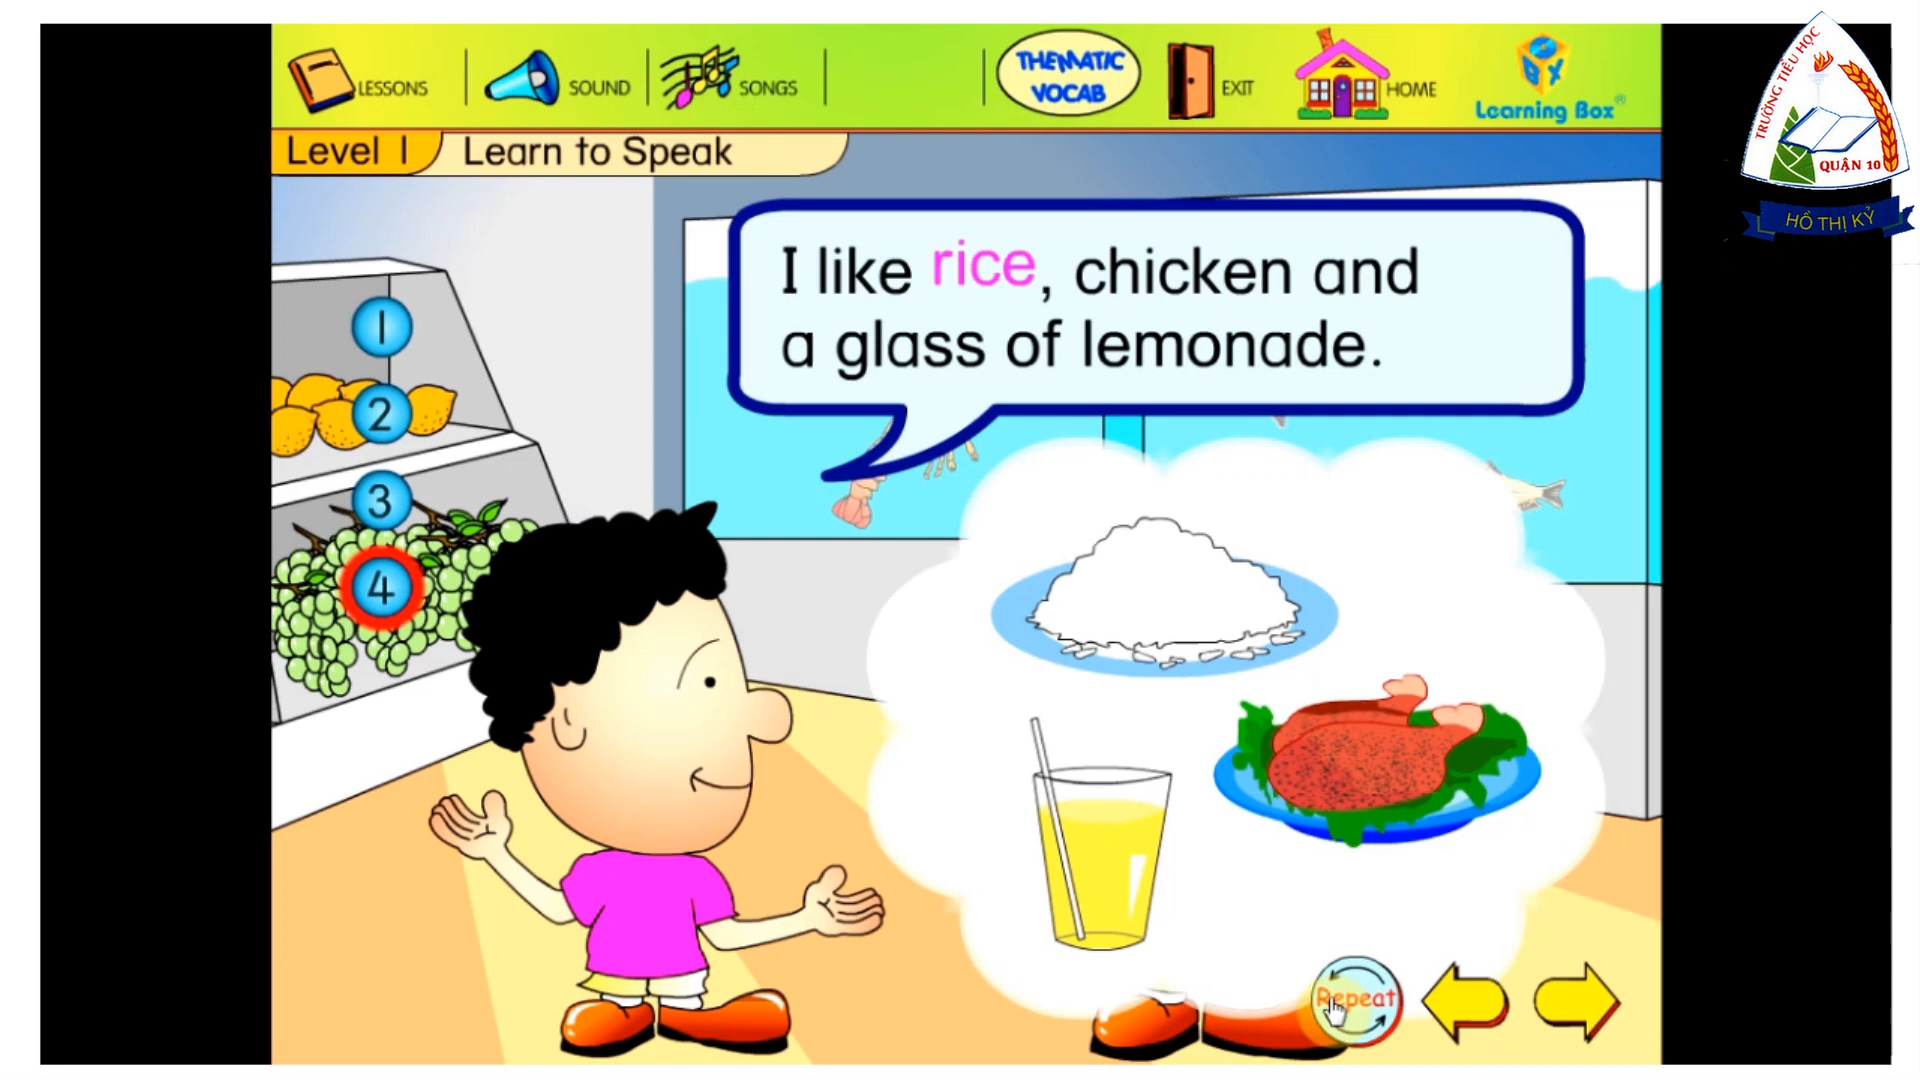 LESSONS
SOUND
SONGS
THEMATIC
VOCAB
EXIT
HOME
Learning Box®
TRƯỜNG TIỂU HỌC
QUẬN 10
HỒ THỊ KỶ
Level 1
Learn to Speak
I like rice, chicken and
a glass of lemonade.
1
2
3
4
Repeat